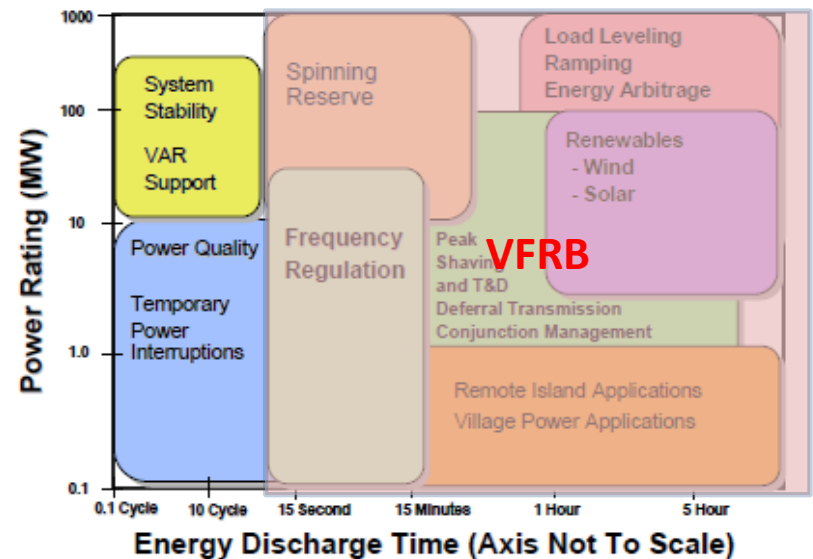 Power Rating (MW)
1000
100
10
1.0
0.1
System
Stability
VAR
Support
Spinning
Reserve
Load Leveling
Ramping
Energy Arbitrage
Renewables
- Wind
- Solar
Power Quality
Temporary
Power
Interruptions
Frequency
Regulation
Peak
Shaving
and T&D
Deferral Transmission
Conjunction Management
VFRB
Remote Island Applications
Village Power Applications
0.1 Cycle
10 Cycle
15 Second
15 Minutes
1 Hour
5 Hour
Energy Discharge Time (Axis Not To Scale)